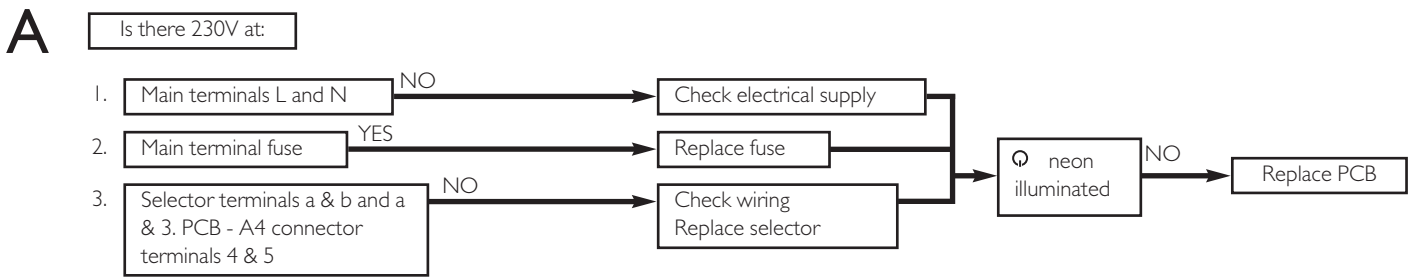 A
Is there 230V at:
1. Main terminals L and N
NO
Check electrical supply
2. Main terminal fuse
YES
Replace fuse
3. Selector terminals a & b and a
& 3. PCB - A4 connector
terminals 4 & 5
NO
Check wiring
Replace selector
neon
illuminated
NO
Replace PCB